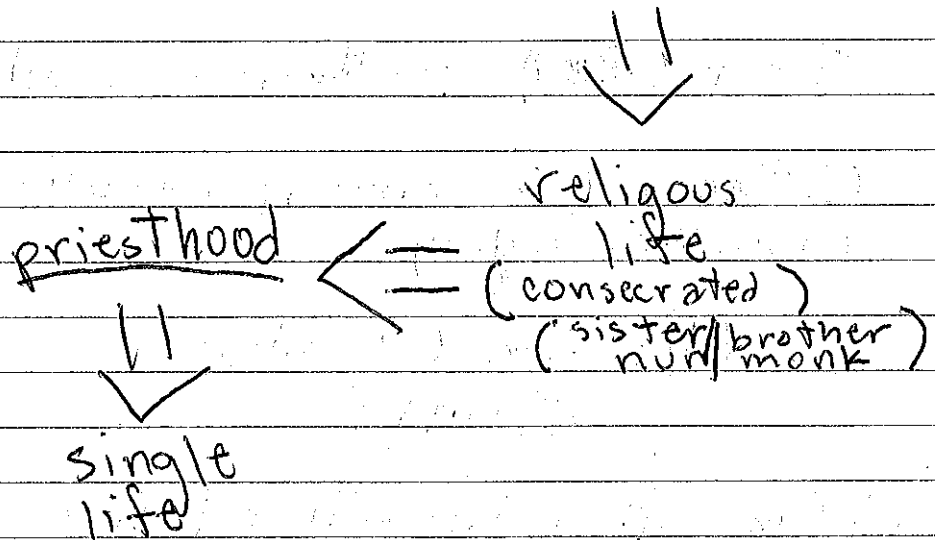 religous
life
priesthood
(consecrated)
(sister/brother
nun/monk)
single
life